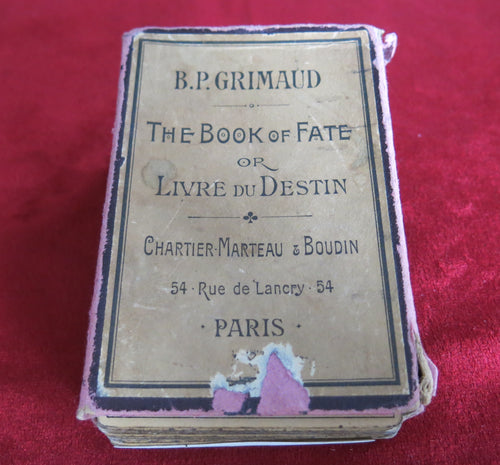 B.P. GRIMAUD
THE BOOK OF FATE
OR
LIVRE DU DESTIN
CHARTIER-MARTEAU & BOUDIN
54 · Rue de Lancry · 54
· PARIS ·